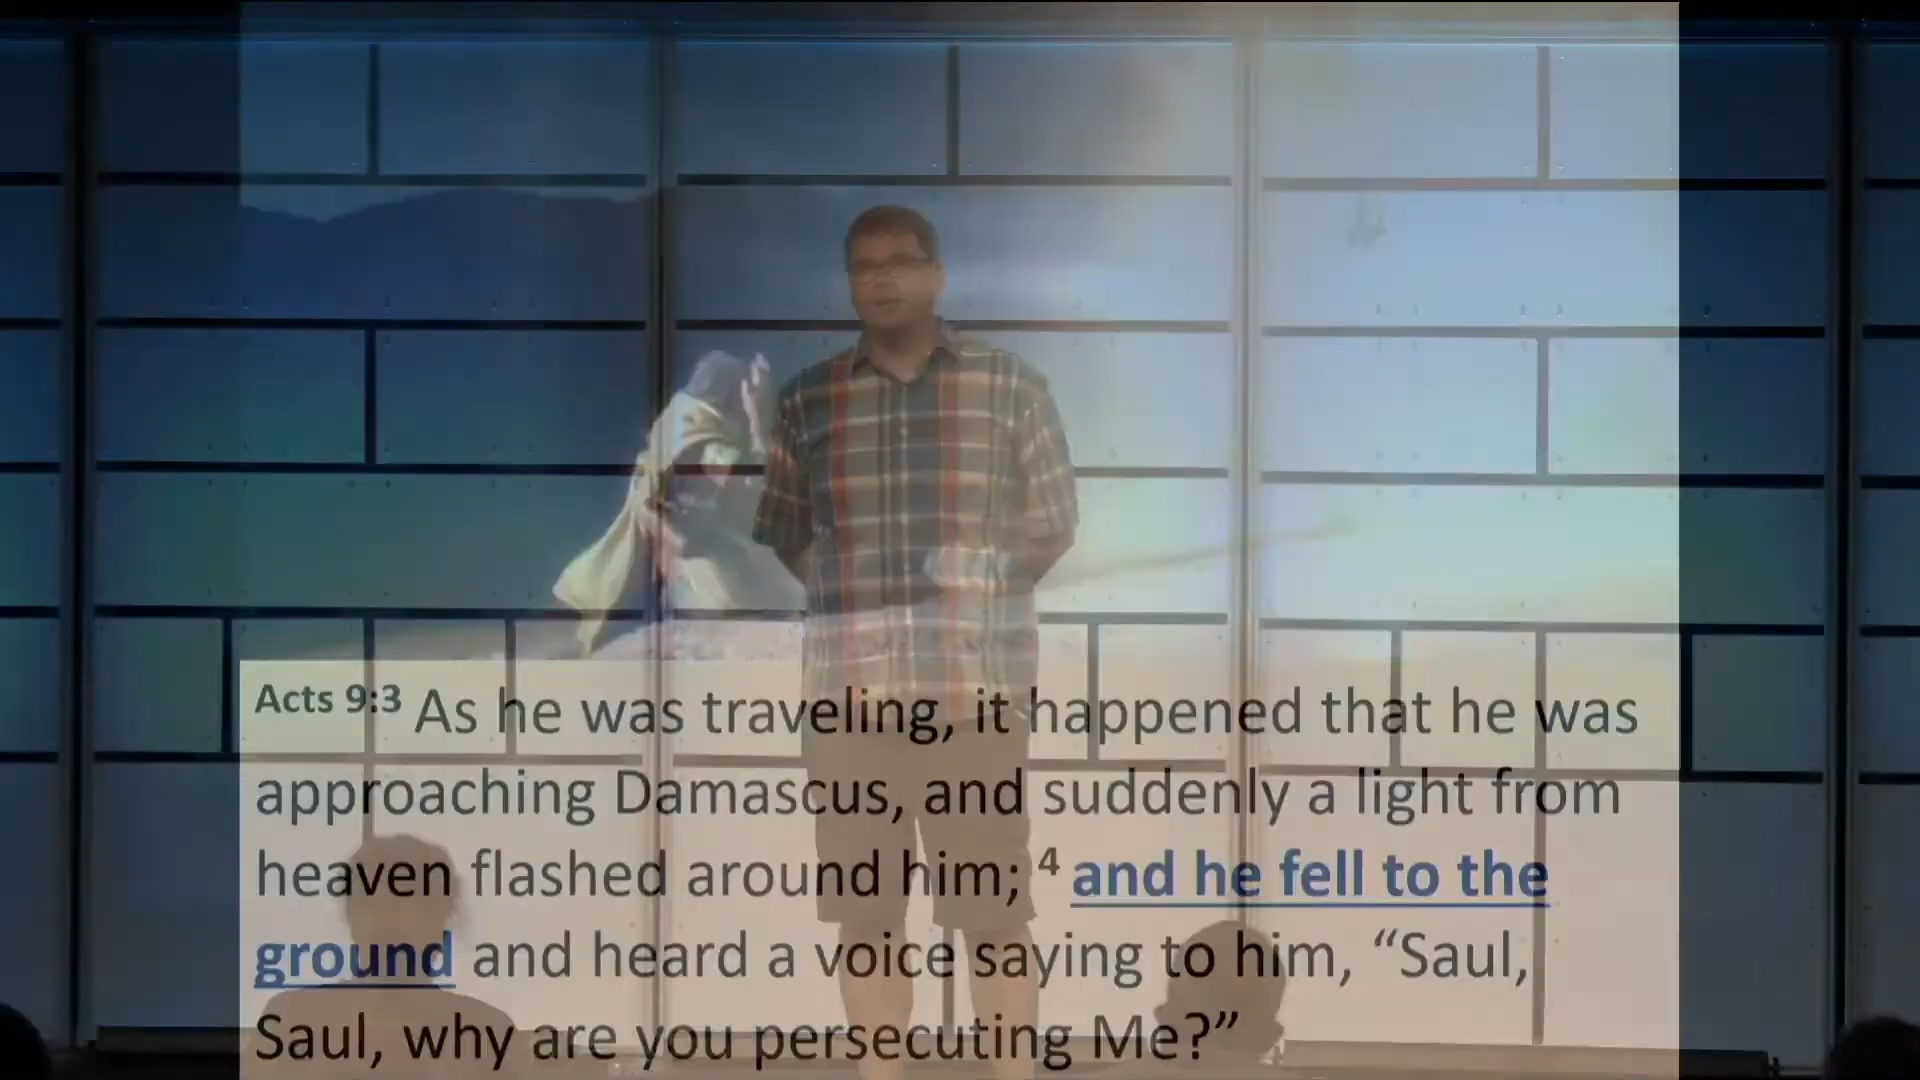 Acts 9:3 As he was traveling, it happened that he was
approaching Damascus, and suddenly a light from
heaven flashed around him; 4 and he fell to the
ground and heard a voice saying to him, “Saul,
Saul, why are you persecuting Me?”